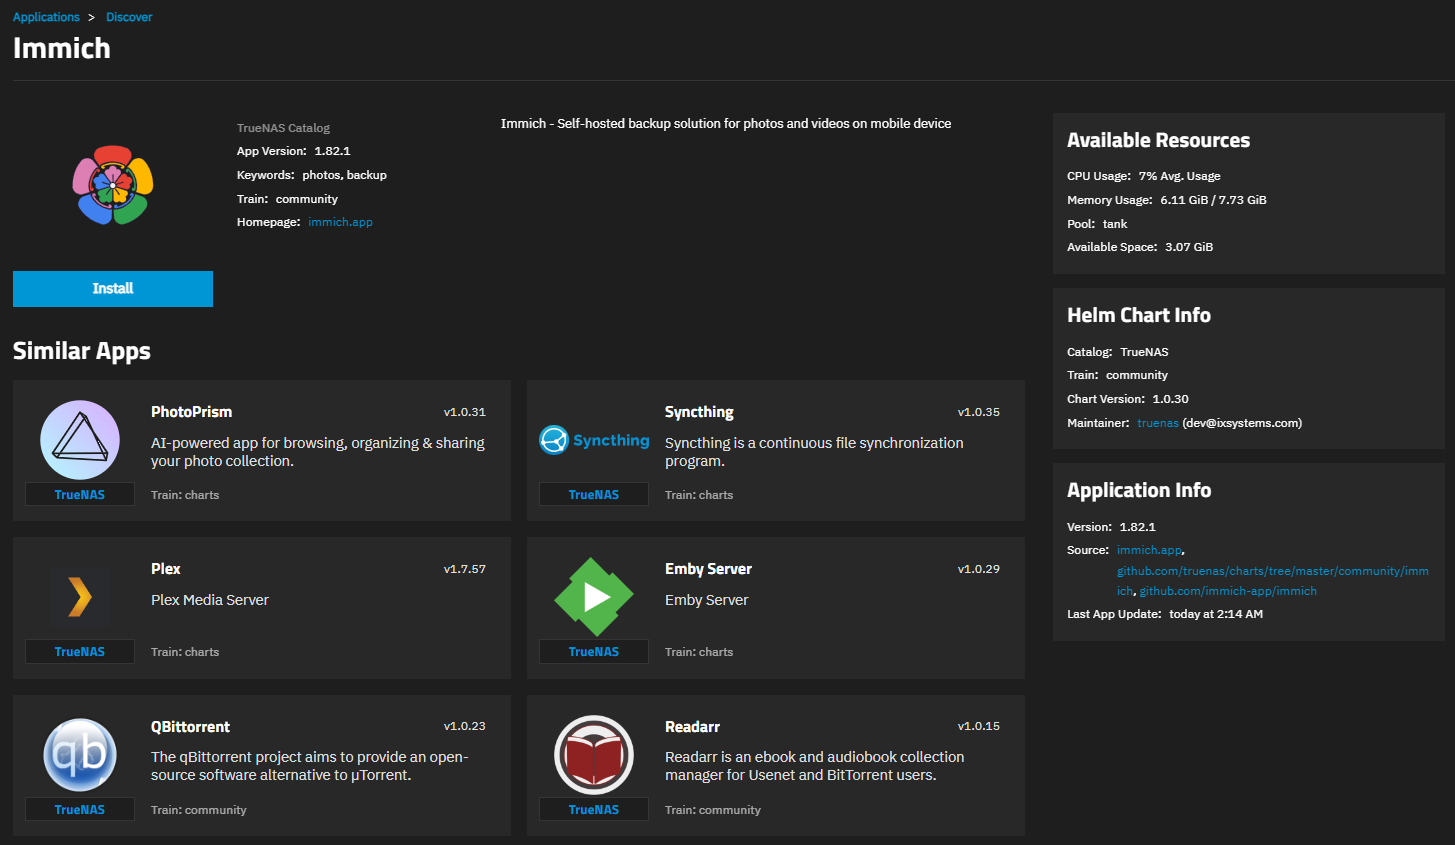 Applications > Discover
Immich
TrueNAS Catalog
App Version: 1.82.1
Keywords: photos, backup
Train: community
Homepage: immich.app
Immich - Self-hosted backup solution for photos and videos on mobile device
Install
Similar Apps
PhotoPrism v1.0.31
AI-powered app for browsing, organizing & sharing
your photo collection.
TrueNAS Train: charts
Syncthing
Syncthing v1.0.35
Syncthing is a continuous file synchronization
program.
TrueNAS Train: charts
Plex v1.7.57
Plex Media Server
TrueNAS Train: charts
Emby Server v1.0.29
Emby Server
TrueNAS Train: charts
qb
QBittorrent v1.0.23
The qBittorrent project aims to provide an open-
source software alternative to µTorrent.
TrueNAS Train: community
Readarr v1.0.15
Readarr is an ebook and audiobook collection
manager for Usenet and BitTorrent users.
TrueNAS Train: community
Available Resources
CPU Usage: 7% Avg. Usage
Memory Usage: 6.11 GiB / 7.73 GiB
Pool: tank
Available Space: 3.07 GiB
Helm Chart Info
Catalog: TrueNAS
Train: community
Chart Version: 1.0.30
Maintainer: truenas (dev@ixsystems.com)
Application Info
Version: 1.82.1
Source: immich.app,
github.com/truenas/charts/tree/master/community/imm
ich, github.com/immich-app/immich
Last App Update: today at 2:14 AM